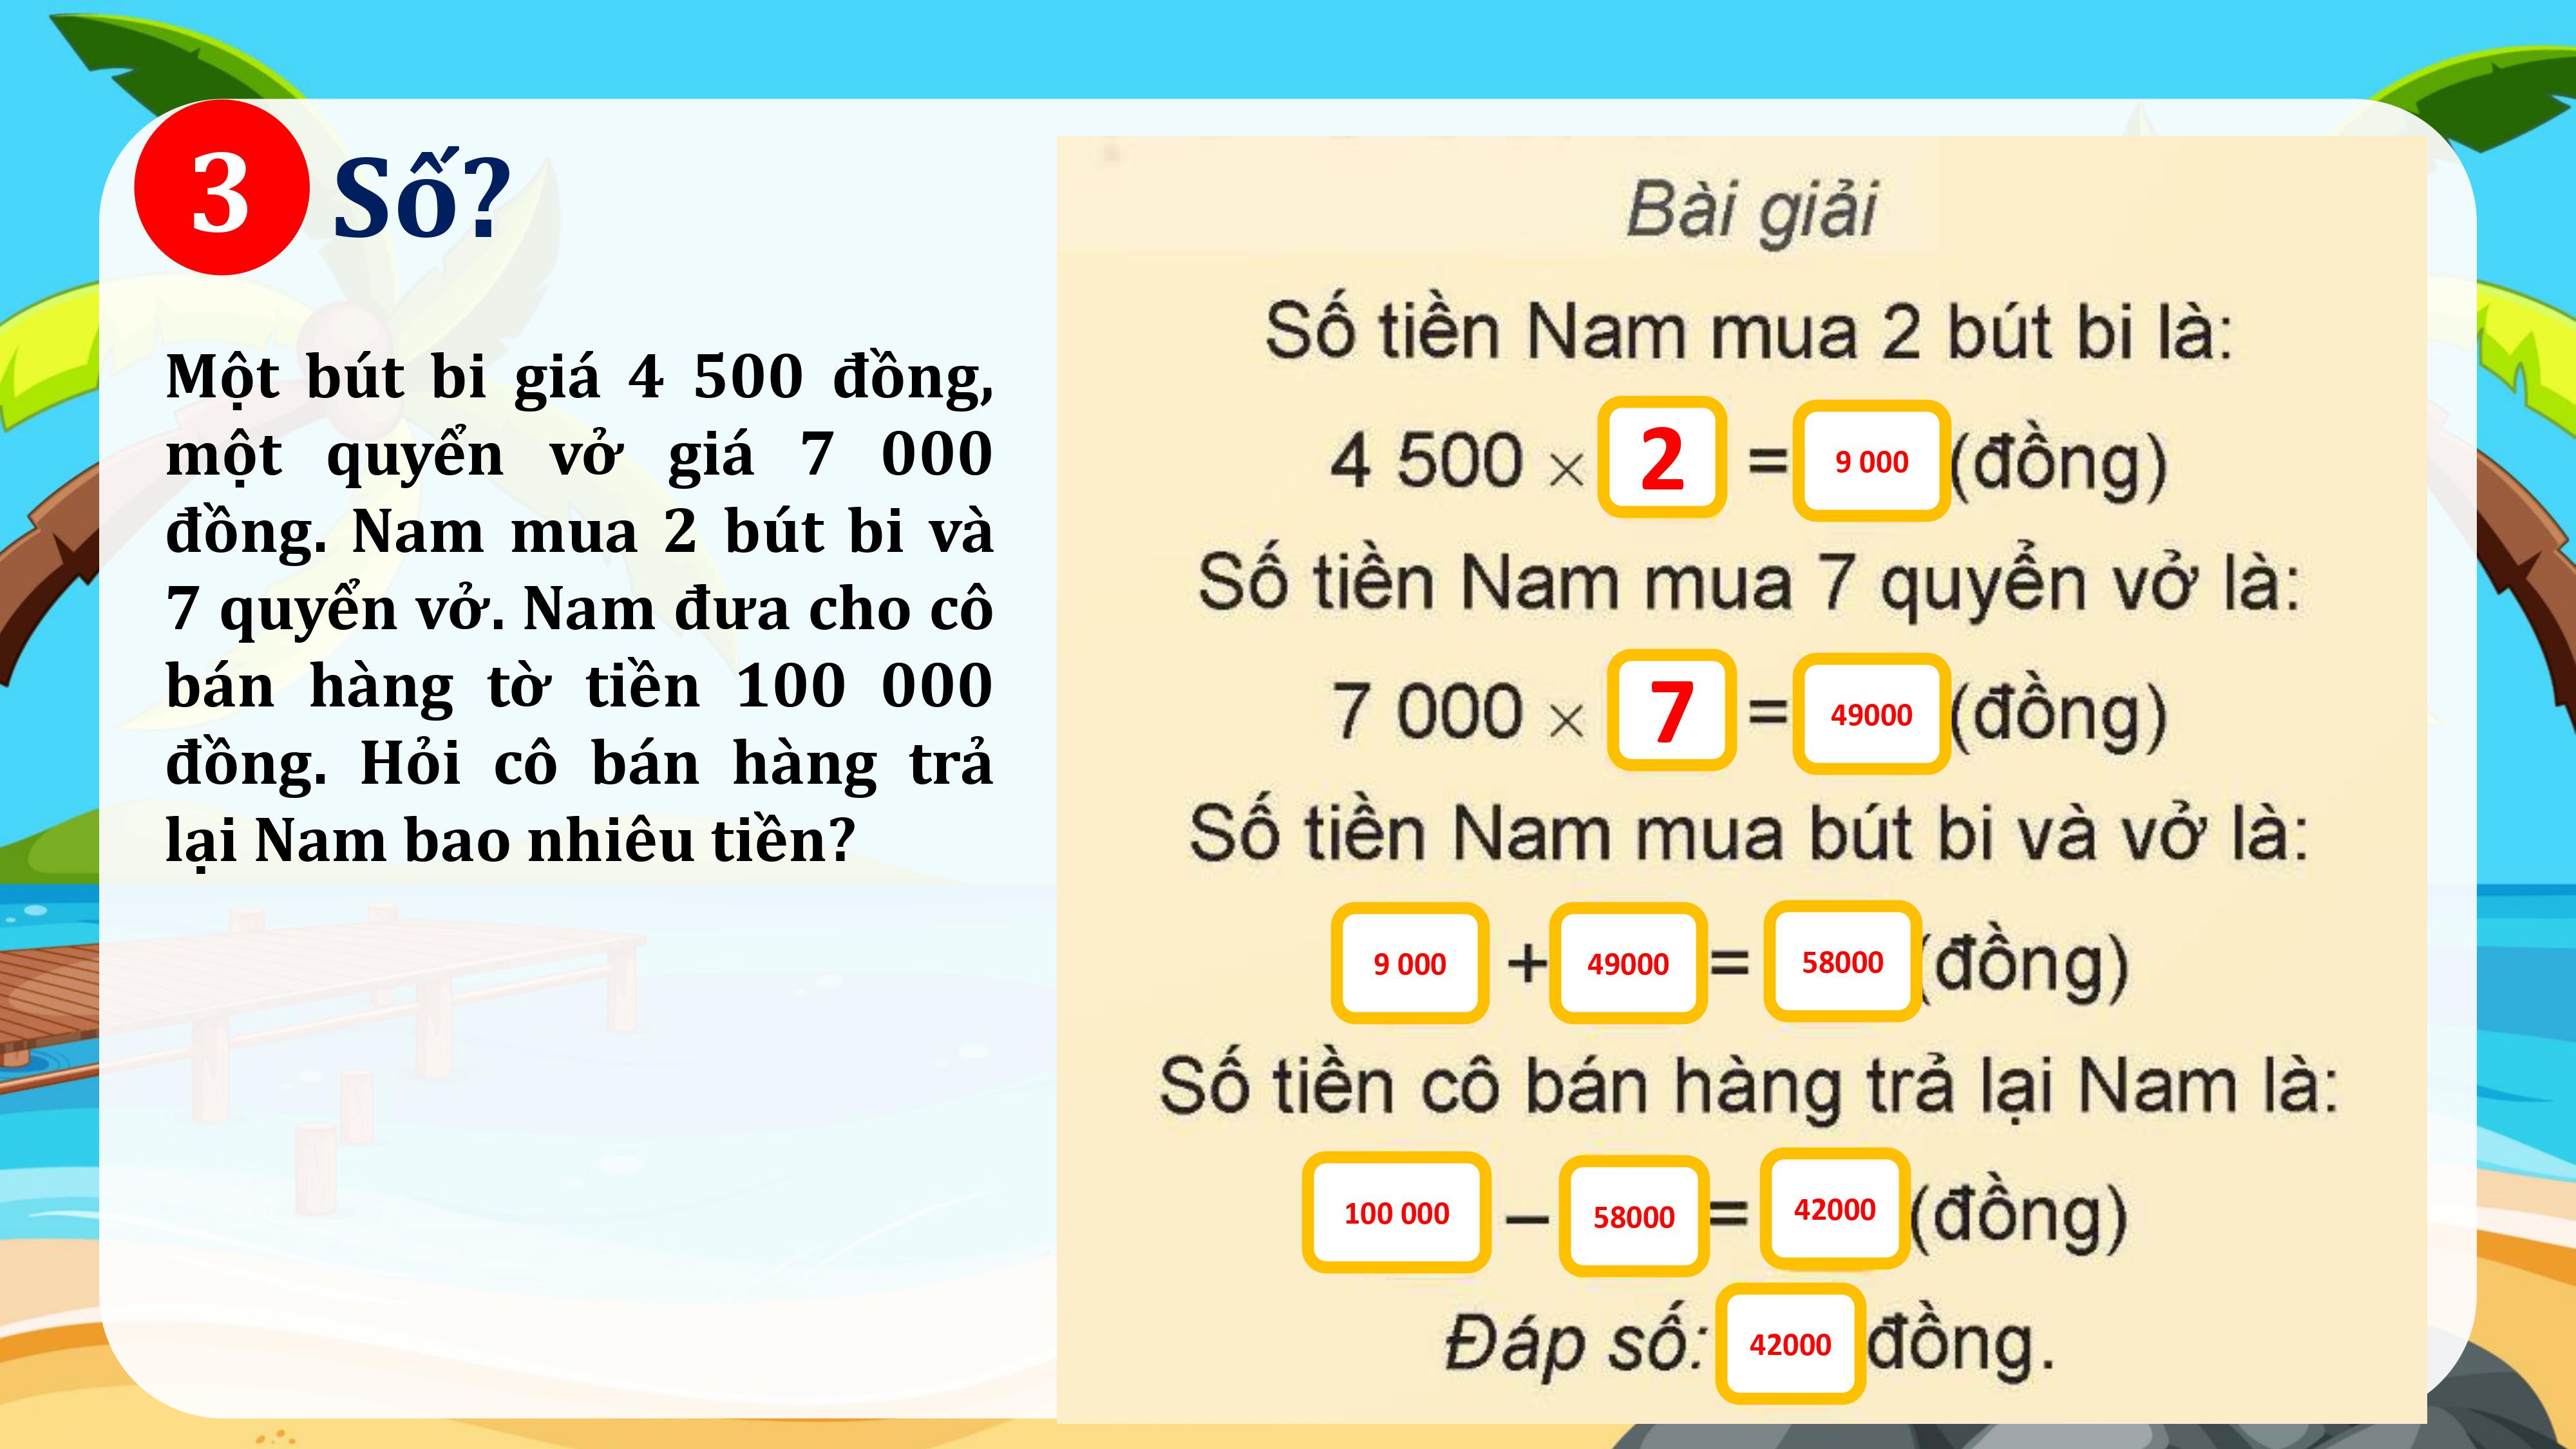 3 Số?
Một bút bi giá 4 500 đồng,
một quyển vở giá 7 000
đồng. Nam mua 2 bút bi và
7 quyển vở. Nam đưa cho cô
bán hàng tờ tiền 100 000
đồng. Hỏi cô bán hàng trả
lại Nam bao nhiêu tiền?
Bài giải
Số tiền Nam mua 2 bút bi là:
4 500 × 2 = 9 000 (đồng)
Số tiền Nam mua 7 quyển vở là:
7 000 × 7 = 49000 (đồng)
Số tiền Nam mua bút bi và vở là:
9 000 + 49000 = 58000 (đồng)
Số tiền cô bán hàng trả lại Nam là:
100 000 – 58000 = 42000 (đồng)
Đáp số: 42000 đồng.